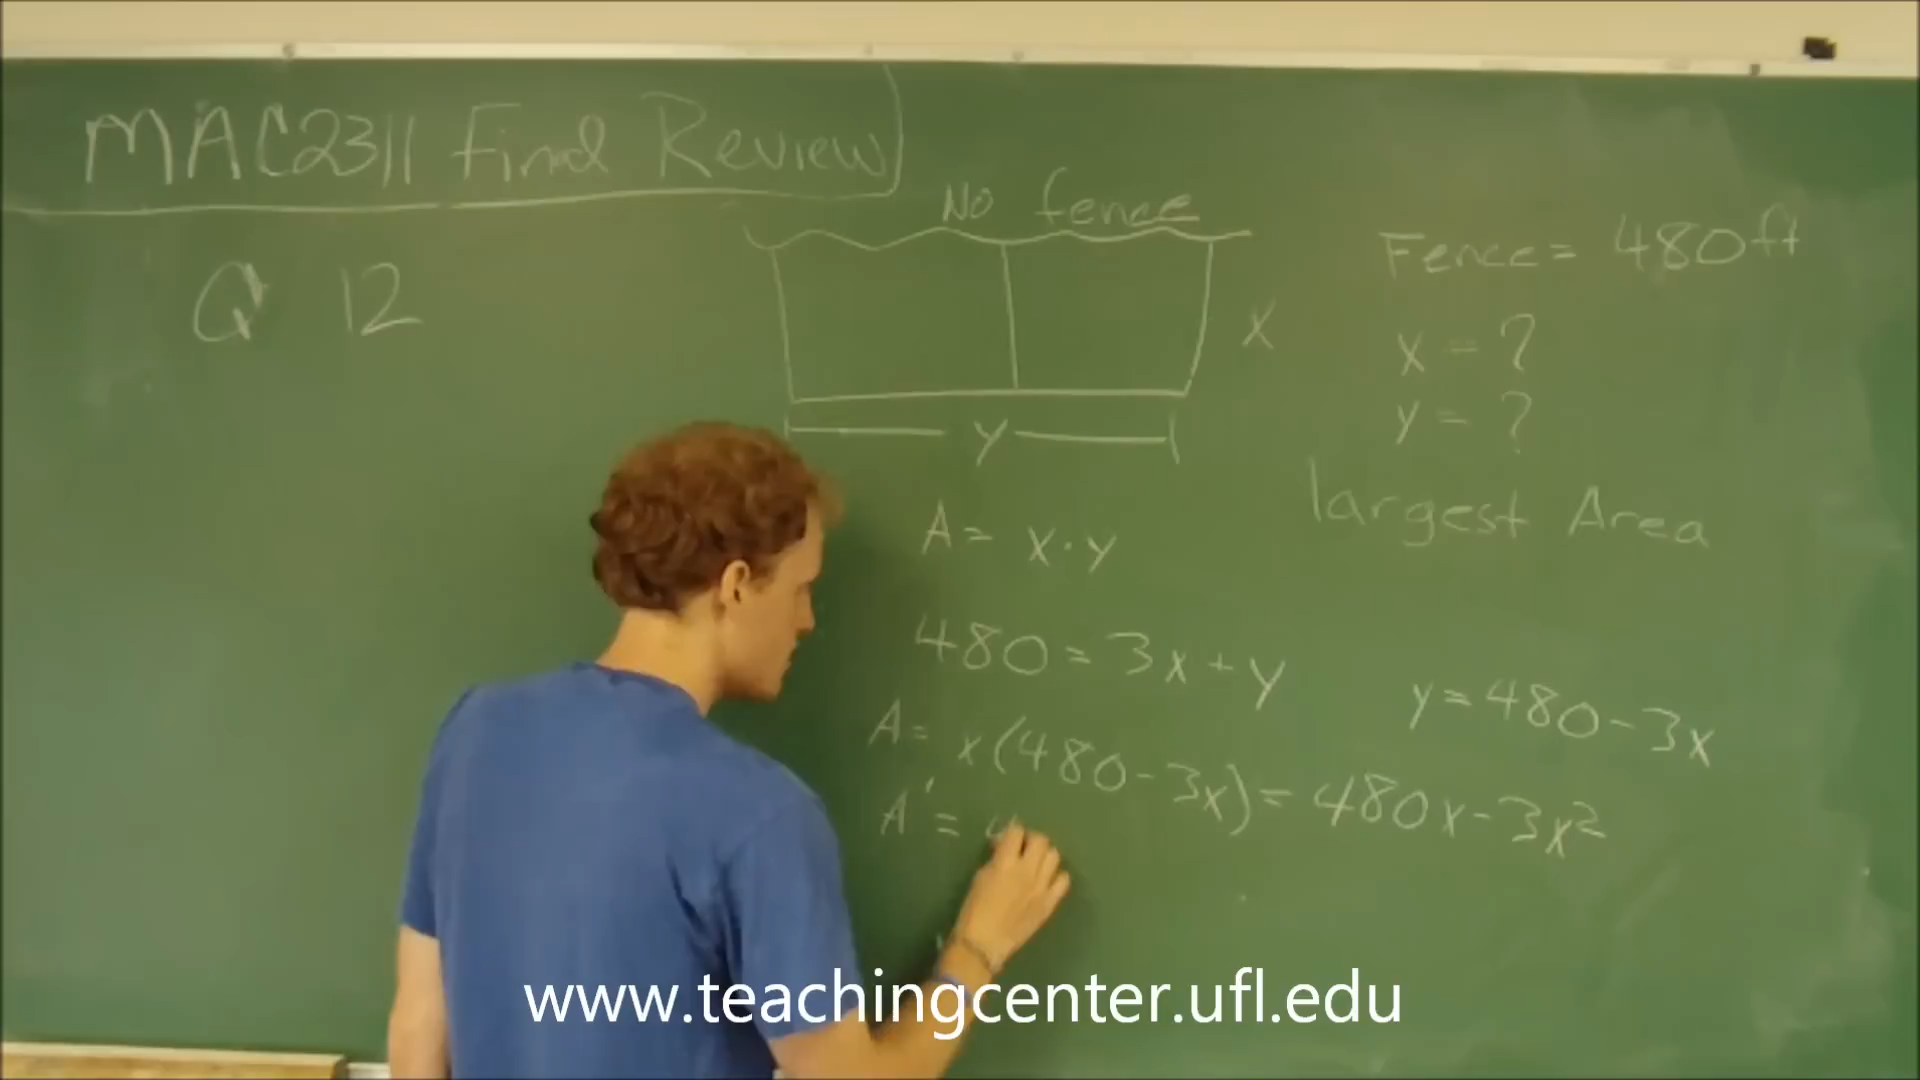 MAC2311 Final Review
No fence
Q 12
x
y
Fence = 480ft
x = ?
y = ?
largest Area
A = x·y
480 = 3x + y
y = 480 - 3x
A = x(480 - 3x) = 480x - 3x²
A' = 4
www.teachingcenter.ufl.edu